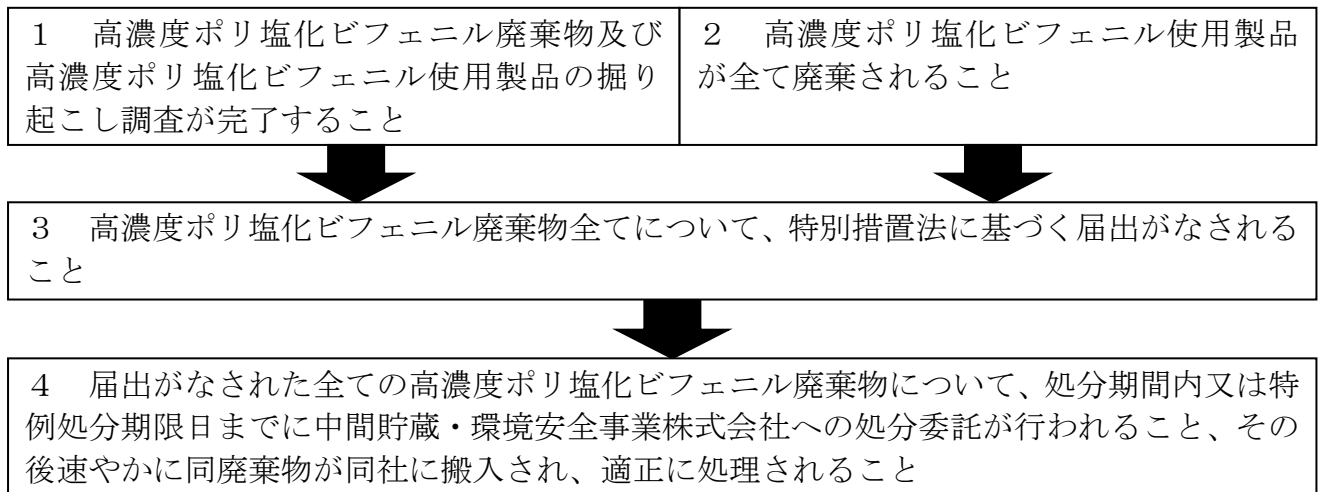 １　高濃度ポリ塩化ビフェニル廃棄物及び
高濃度ポリ塩化ビフェニル使用製品の掘り
起こし調査が完了すること
２　高濃度ポリ塩化ビフェニル使用製品
が全て廃棄されること
３　高濃度ポリ塩化ビフェニル廃棄物全てについて、特別措置法に基づく届出がなされる
こと
４　届出がなされた全ての高濃度ポリ塩化ビフェニル廃棄物について、処分期間内又は特
例処分期限日までに中間貯蔵・環境安全事業株式会社への処分委託が行われること、その
後速やかに同廃棄物が同社に搬入され、適正に処理されること